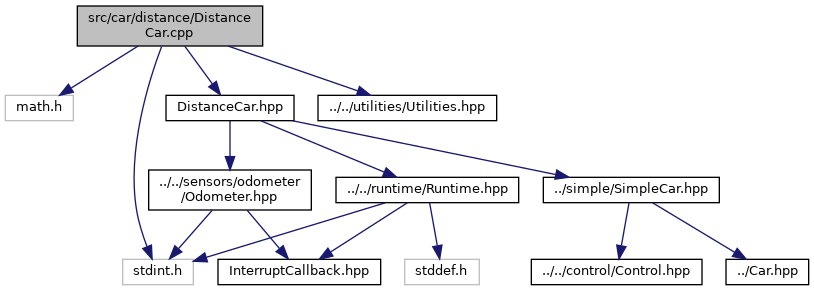 src/car/distance/Distance
Car.cpp
math.h
DistanceCar.hpp
../../utilities/Utilities.hpp
../../sensors/odometer
/Odometer.hpp
../../runtime/Runtime.hpp
../simple/SimpleCar.hpp
stdint.h
InterruptCallback.hpp
stddef.h
../../control/Control.hpp
../Car.hpp